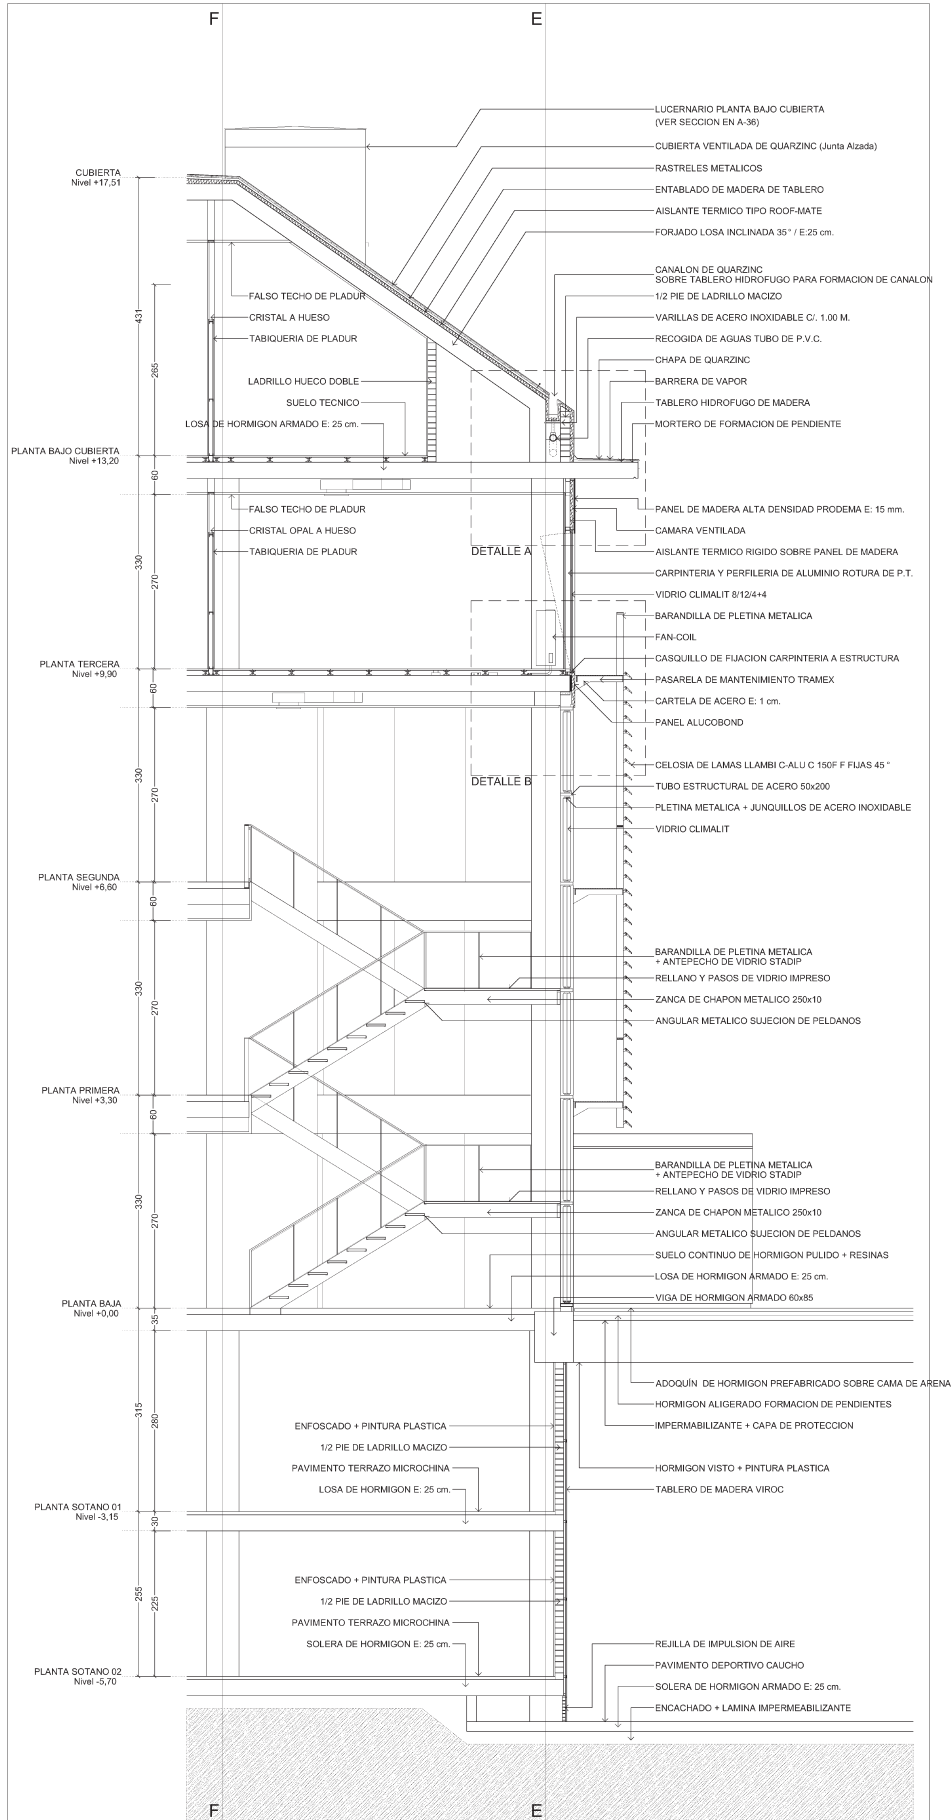 F
E
LUCERNARIO PLANTA BAJO CUBIERTA
(VER SECCION EN A-36)
CUBIERTA VENTILADA DE QUARZINC (Junta Alzada)
RASTRELES METALICOS
ENTABLADO DE MADERA DE TABLERO
AISLANTE TERMICO TIPO ROOF-MATE
FORJADO LOSA INCLINADA 35° / E:25 cm.
CANALON DE QUARZINC
SOBRE TABLERO HIDROFUGO PARA FORMACION DE CANALON
1/2 PIE DE LADRILLO MACIZO
VARILLAS DE ACERO INOXIDABLE C/. 1.00 M.
RECOGIDA DE AGUAS TUBO DE P.V.C.
CHAPA DE QUARZINC
BARRERA DE VAPOR
TABLERO HIDROFUGO DE MADERA
MORTERO DE FORMACION DE PENDIENTE
CUBIERTA
Nivel +17,51
431
265
FALSO TECHO DE PLADUR
CRISTAL A HUESO
TABIQUERIA DE PLADUR
LADRILLO HUECO DOBLE
SUELO TECNICO
LOSA DE HORMIGON ARMADO E: 25 cm.
PLANTA BAJO CUBIERTA
Nivel +13,20
60
330
270
FALSO TECHO DE PLADUR
CRISTAL OPAL A HUESO
TABIQUERIA DE PLADUR
DETALLE A
PANEL DE MADERA ALTA DENSIDAD PRODEMA E: 15 mm.
CAMARA VENTILADA
AISLANTE TERMICO RIGIDO SOBRE PANEL DE MADERA
CARPINTERIA Y PERFILERIA DE ALUMINIO ROTURA DE P.T.
VIDRIO CLIMALIT 8/12/4+4
BARANDILLA DE PLETINA METALICA
FAN-COIL
CASQUILLO DE FIJACION CARPINTERIA A ESTRUCTURA
PASARELA DE MANTENIMIENTO TRAMEX
CARTELA DE ACERO E: 1 cm.
PANEL ALUCOBOND
PLANTA TERCERA
Nivel +9,90
60
330
270
DETALLE B
CELOSIA DE LAMAS LLAMBI C-ALU C 150F F FIJAS 45 °
TUBO ESTRUCTURAL DE ACERO 50x200
PLETINA METALICA + JUNQUILLOS DE ACERO INOXIDABLE
VIDRIO CLIMALIT
PLANTA SEGUNDA
Nivel +6,60
60
330
270
BARANDILLA DE PLETINA METALICA
+ ANTEPECHO DE VIDRIO STADIP
RELLANO Y PASOS DE VIDRIO IMPRESO
ZANCA DE CHAPON METALICO 250x10
ANGULAR METALICO SUJECION DE PELDANOS
PLANTA PRIMERA
Nivel +3,30
60
330
270
BARANDILLA DE PLETINA METALICA
+ ANTEPECHO DE VIDRIO STADIP
RELLANO Y PASOS DE VIDRIO IMPRESO
ZANCA DE CHAPON METALICO 250x10
ANGULAR METALICO SUJECION DE PELDANOS
SUELO CONTINUO DE HORMIGON PULIDO + RESINAS
LOSA DE HORMIGON ARMADO E: 25 cm.
VIGA DE HORMIGON ARMADO 60x85
PLANTA BAJA
Nivel +0,00
35
315
280
ADOQUÍN DE HORMIGON PREFABRICADO SOBRE CAMA DE ARENA
HORMIGON ALIGERADO FORMACION DE PENDIENTES
IMPERMABILIZANTE + CAPA DE PROTECCION
HORMIGON VISTO + PINTURA PLASTICA
TABLERO DE MADERA VIROC
ENFOSCADO + PINTURA PLASTICA
1/2 PIE DE LADRILLO MACIZO
PAVIMENTO TERRAZO MICROCHINA
LOSA DE HORMIGON E: 25 cm.
PLANTA SOTANO 01
Nivel -3,15
30
255
225
ENFOSCADO + PINTURA PLASTICA
1/2 PIE DE LADRILLO MACIZO
PAVIMENTO TERRAZO MICROCHINA
SOLERA DE HORMIGON E: 25 cm.
PLANTA SOTANO 02
Nivel -5,70
REJILLA DE IMPULSION DE AIRE
PAVIMENTO DEPORTIVO CAUCHO
SOLERA DE HORMIGON ARMADO E: 25 cm.
ENCACHADO + LAMINA IMPERMEABILIZANTE
F
E